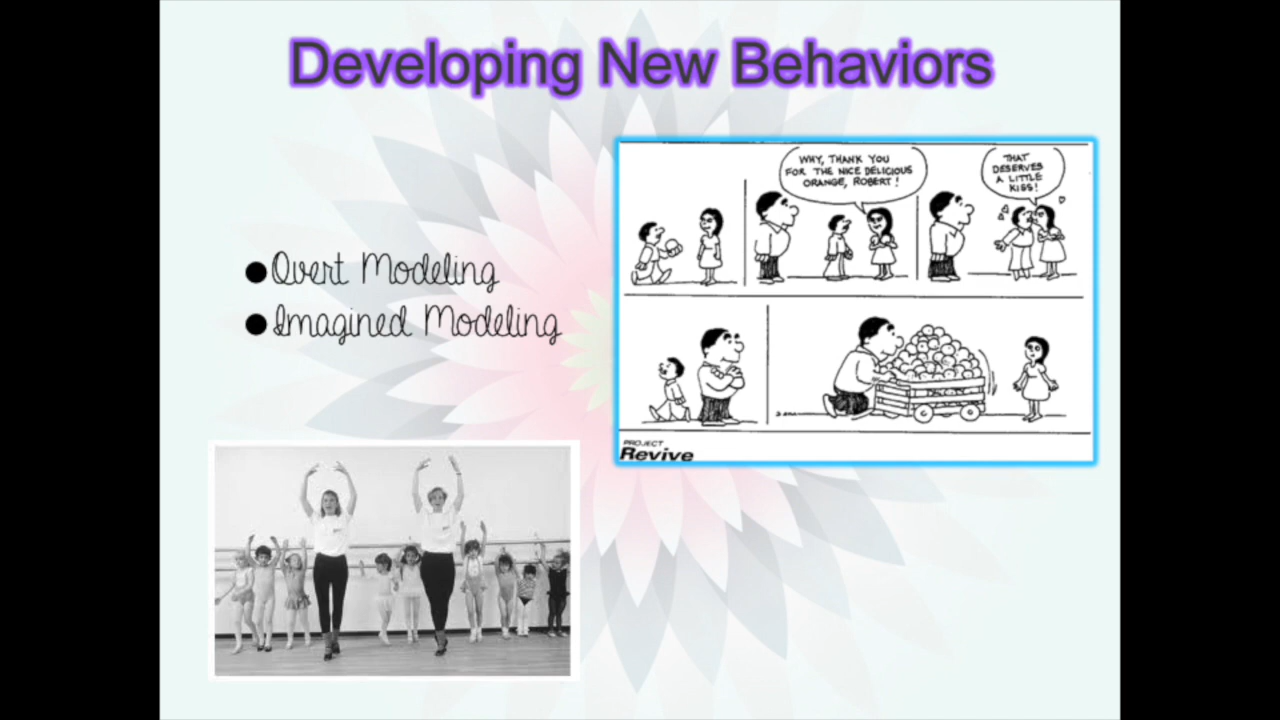 Developing New Behaviors
Overt Modeling
Imagined Modeling
WHY, THANK YOU
FOR THE NICE DELICIOUS
ORANGE, ROBERT!
THAT
DESERVES
A LITTLE
KISS!
PROJECT
Revive